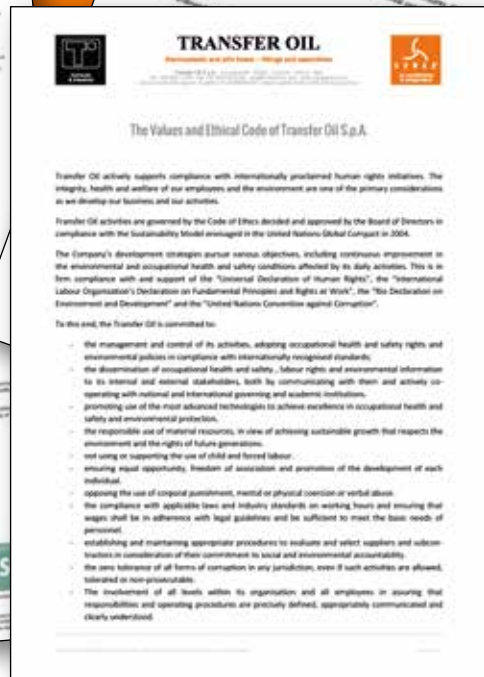 TRANSFER OIL
The Values and Ethical Code of Transfer Oil S.p.A.
Transfer Oil actively supports compliance with internationally proclaimed human rights initiatives. The
integrity, health and welfare of our employees and the environment are one of the primary considerations
as we develop our business and our activities.
Transfer Oil activities are governed by the Code of Ethics decided and approved by the Board of Directors in
compliance with the Sustainability Model envisaged in the United Nations Global Compact in 2004.
The Company's development strategies pursue various objectives, including continuous improvement in
the environmental and occupational health and safety conditions affected by its daily activities. This is in
firm compliance with and support of the "Universal Declaration of Human Rights", the "International
Labour Organization's Declaration on Fundamental Principles and Rights at Work", the "Rio Declaration on
Environment and Development" and the "United Nations Convention against Corruption".
To this end, the Transfer Oil is committed to:
- the management and control of its activities, adopting occupational health and safety rights and
environmental policies in compliance with internationally recognised standards;
- the dissemination of occupational health and safety , labour rights and environmental information
to its internal and external stakeholders, both by communicating with them and actively co-
operating with national and international governing and academic institutions.
- promoting use of the most advanced technologies to achieve excellence in occupational health and
safety and environmental protection.
- the responsible use of material resources, in view of achieving sustainable growth that respects the
environment and the rights of future generations.
- not using or supporting the use of child and forced labour.
- ensuring equal opportunity, freedom of association and promotion of the development of each
individual.
- opposing the use of corporal punishment, mental or physical coercion or verbal abuse.
- the compliance with applicable laws and industry standards on working hours and ensuring that
wages shall be in adherence with legal guidelines and be sufficient to meet the basic needs of
personnel.
- establishing and maintaining appropriate procedures to evaluate and select suppliers and subcon-
tractors in consideration of their commitment to social and environmental accountability.
- the zero tolerance of all forms of corruption in any jurisdiction, even if such activities are allowed,
tolerated or non-prosecutable.
- The involvement of all levels within its organisation and all employees in assuring that
responsibilities and operating procedures are precisely defined, appropriately communicated and
clearly understood.
S